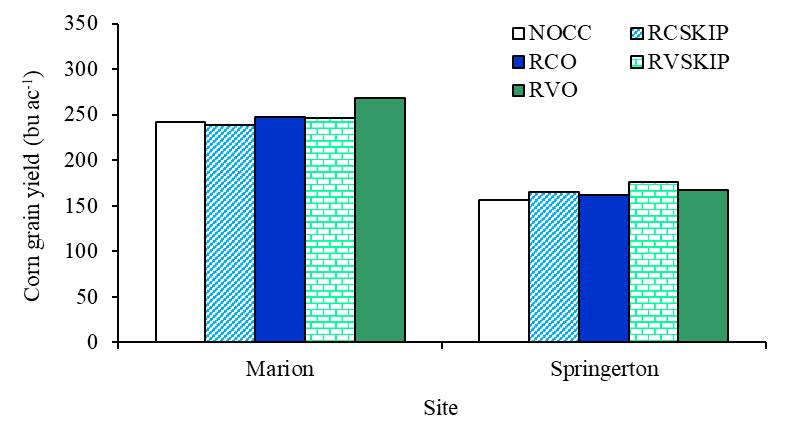 Corn grain yield (bu ac-1)
350
300
250
200
150
100
50
0
NOCC
RCSKIP
RCO
RVSKIP
RVO
Marion
Springerton
Site